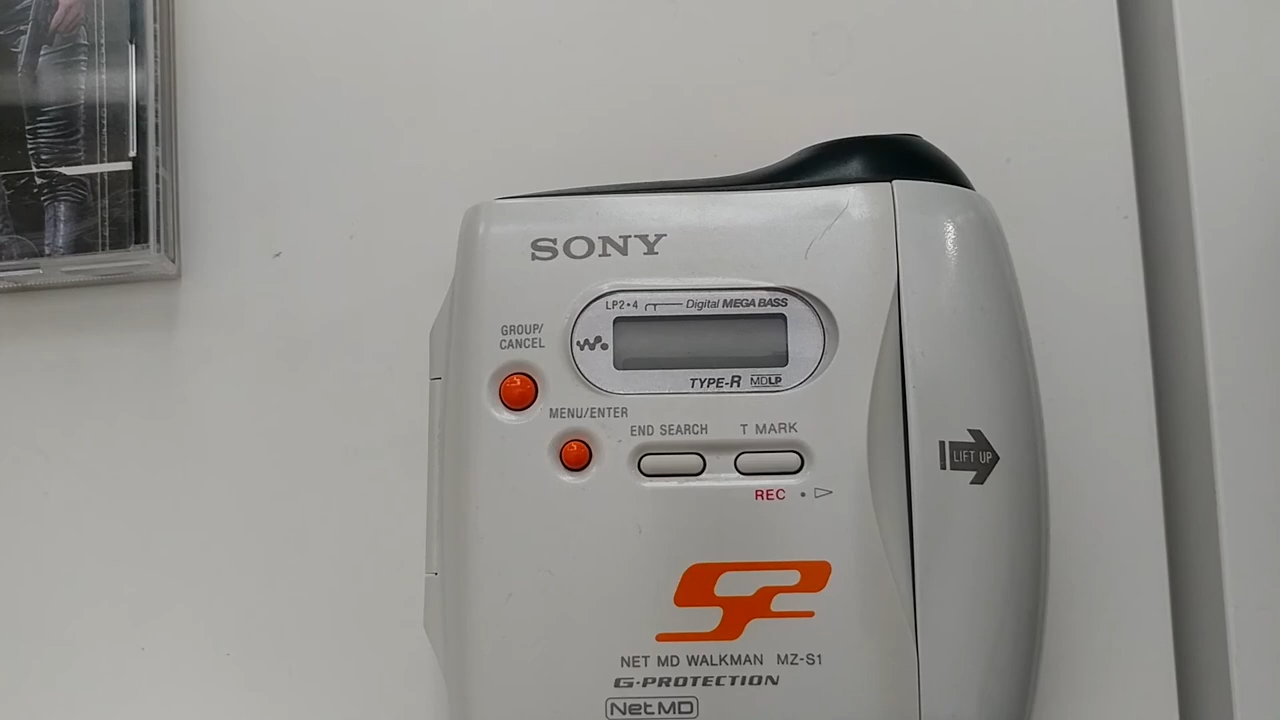 SONY
LP2•4 Digital MEGA BASS
GROUP/
CANCEL
TYPE-R MDLP
MENU/ENTER
END SEARCH
T MARK
REC
LIFT UP
S2
NET MD WALKMAN MZ-S1
G-PROTECTION
NetMD